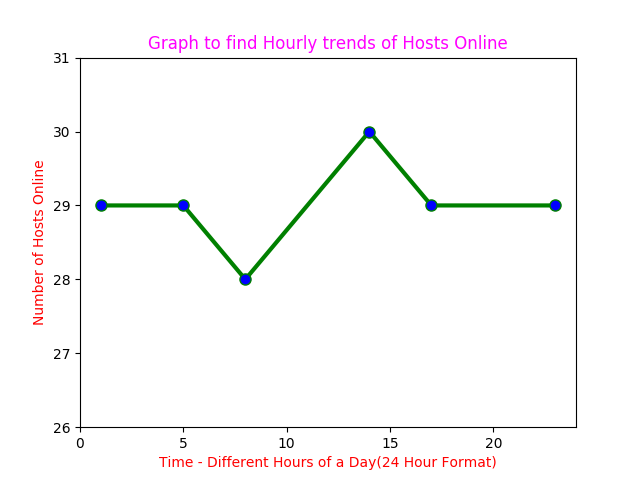 Graph to find Hourly trends of Hosts Online
31
30
29
28
27
26
Number of Hosts Online
0 5 10 15 20
Time - Different Hours of a Day(24 Hour Format)